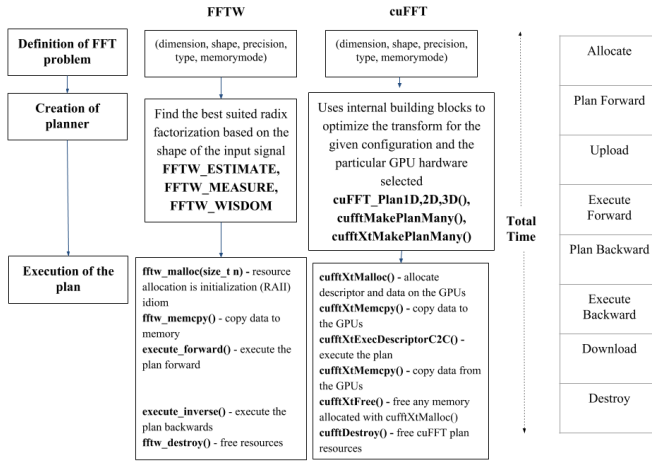 FFTW
cuFFT
Definition of FFT
problem
(dimension, shape, precision,
type, memorymode)
(dimension, shape, precision,
type, memorymode)
Creation of
planner
Find the best suited radix
factorization based on the
shape of the input signal
FFTW_ESTIMATE,
FFTW_MEASURE,
FFTW_WISDOM
Uses internal building blocks to
optimize the transform for the
given configuration and the
particular GPU hardware
selected
cuFFT_Plan1D,2D,3D(),
cufftMakePlanMany(),
cufftXtMakePlanMany()
Execution of the
plan
fftw_malloc(size_t n) - resource
allocation is initialization (RAII)
idiom
fftw_memcpy() - copy data to
memory
execute_forward() - execute the
plan forward
execute_inverse() - execute the
plan backwards
fftw_destroy() - free resources
cufftXtMalloc() - allocate
descriptor and data on the GPUs
cufftXtMemcpy() - copy data to
the GPUs
cufftXtExecDescriptorC2C() -
execute the plan
cufftXtMemcpy() - copy data from
the GPUs
cufftXtFree() - free any memory
allocated with cufftXtMalloc()
cufftDestroy() - free cuFFT plan
resources
Total
Time
Allocate
Plan Forward
Upload
Execute
Forward
Plan Backward
Execute
Backward
Download
Destroy